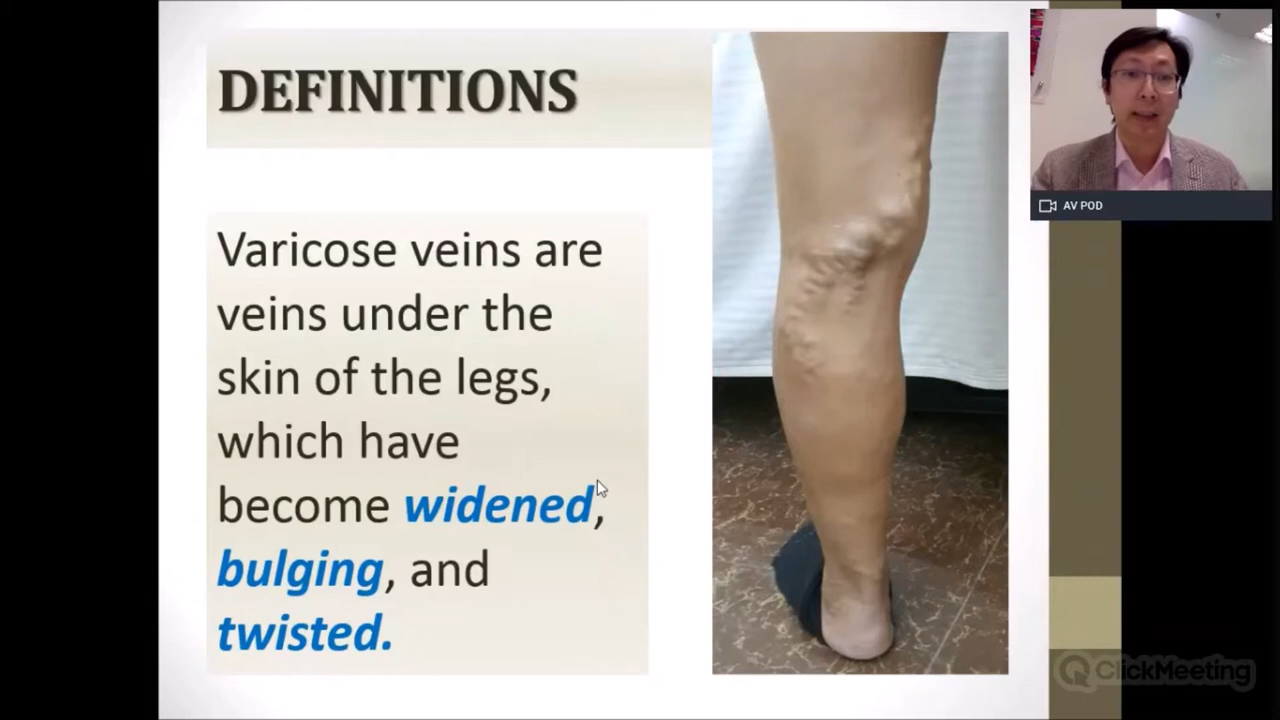 DEFINITIONS
Varicose veins are
veins under the
skin of the legs,
which have
become widened,
bulging, and
twisted.
AV POD
ClickMeeting